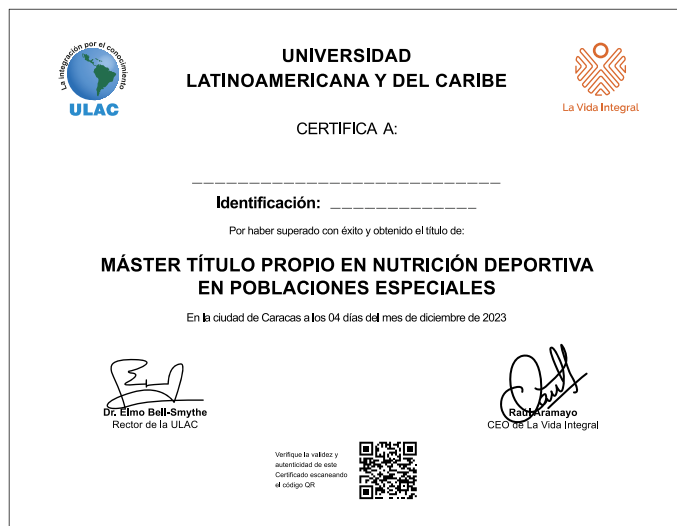 La integración por el conocimiento
ULAC
UNIVERSIDAD
LATINOAMERICANA Y DEL CARIBE
La Vida Integral
CERTIFICA A:
Identificación:
Por haber superado con éxito y obtenido el título de:
MÁSTER TÍTULO PROPIO EN NUTRICIÓN DEPORTIVA
EN POBLACIONES ESPECIALES
En la ciudad de Caracas a los 04 días del mes de diciembre de 2023
Dr. Elmo Bell-Smythe
Rector de la ULAC
Raúl Aramayo
CEO de La Vida Integral
Verifique la validez y
autenticidad de este
Certificado escaneando
el código QR